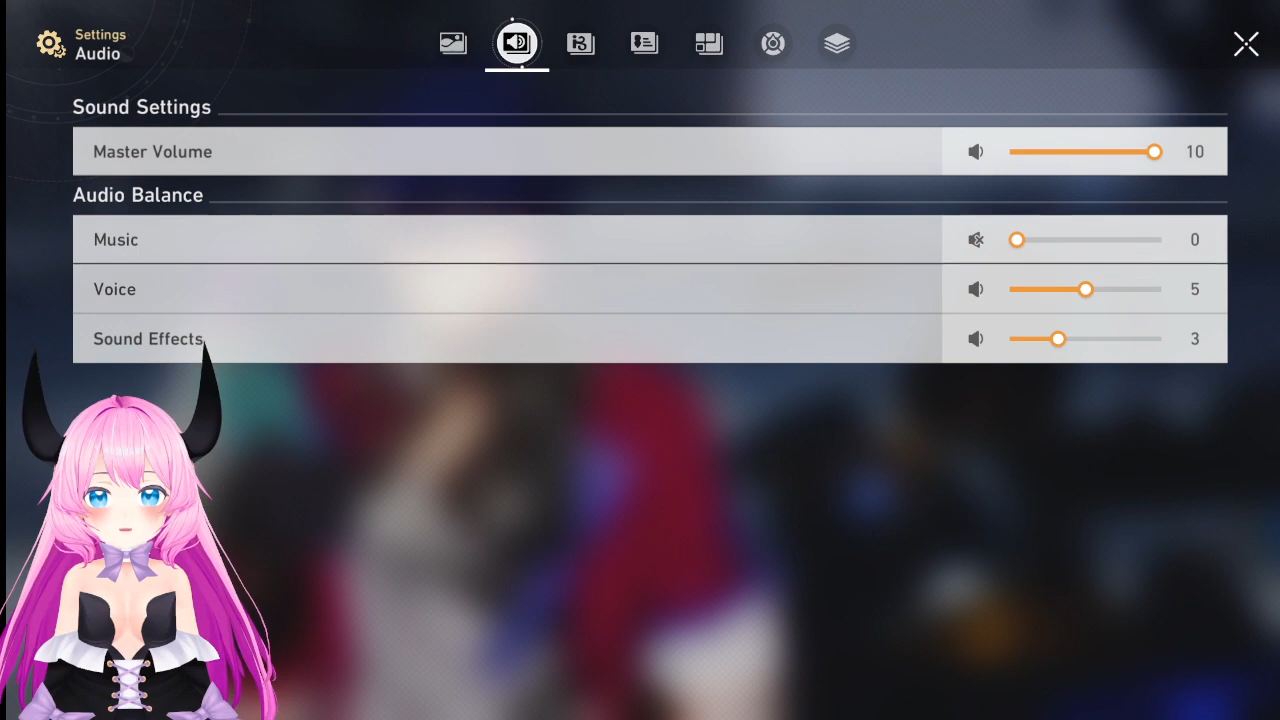 Settings
Audio
Sound Settings
Master Volume 10
Audio Balance
Music 0
Voice 5
Sound Effects 3